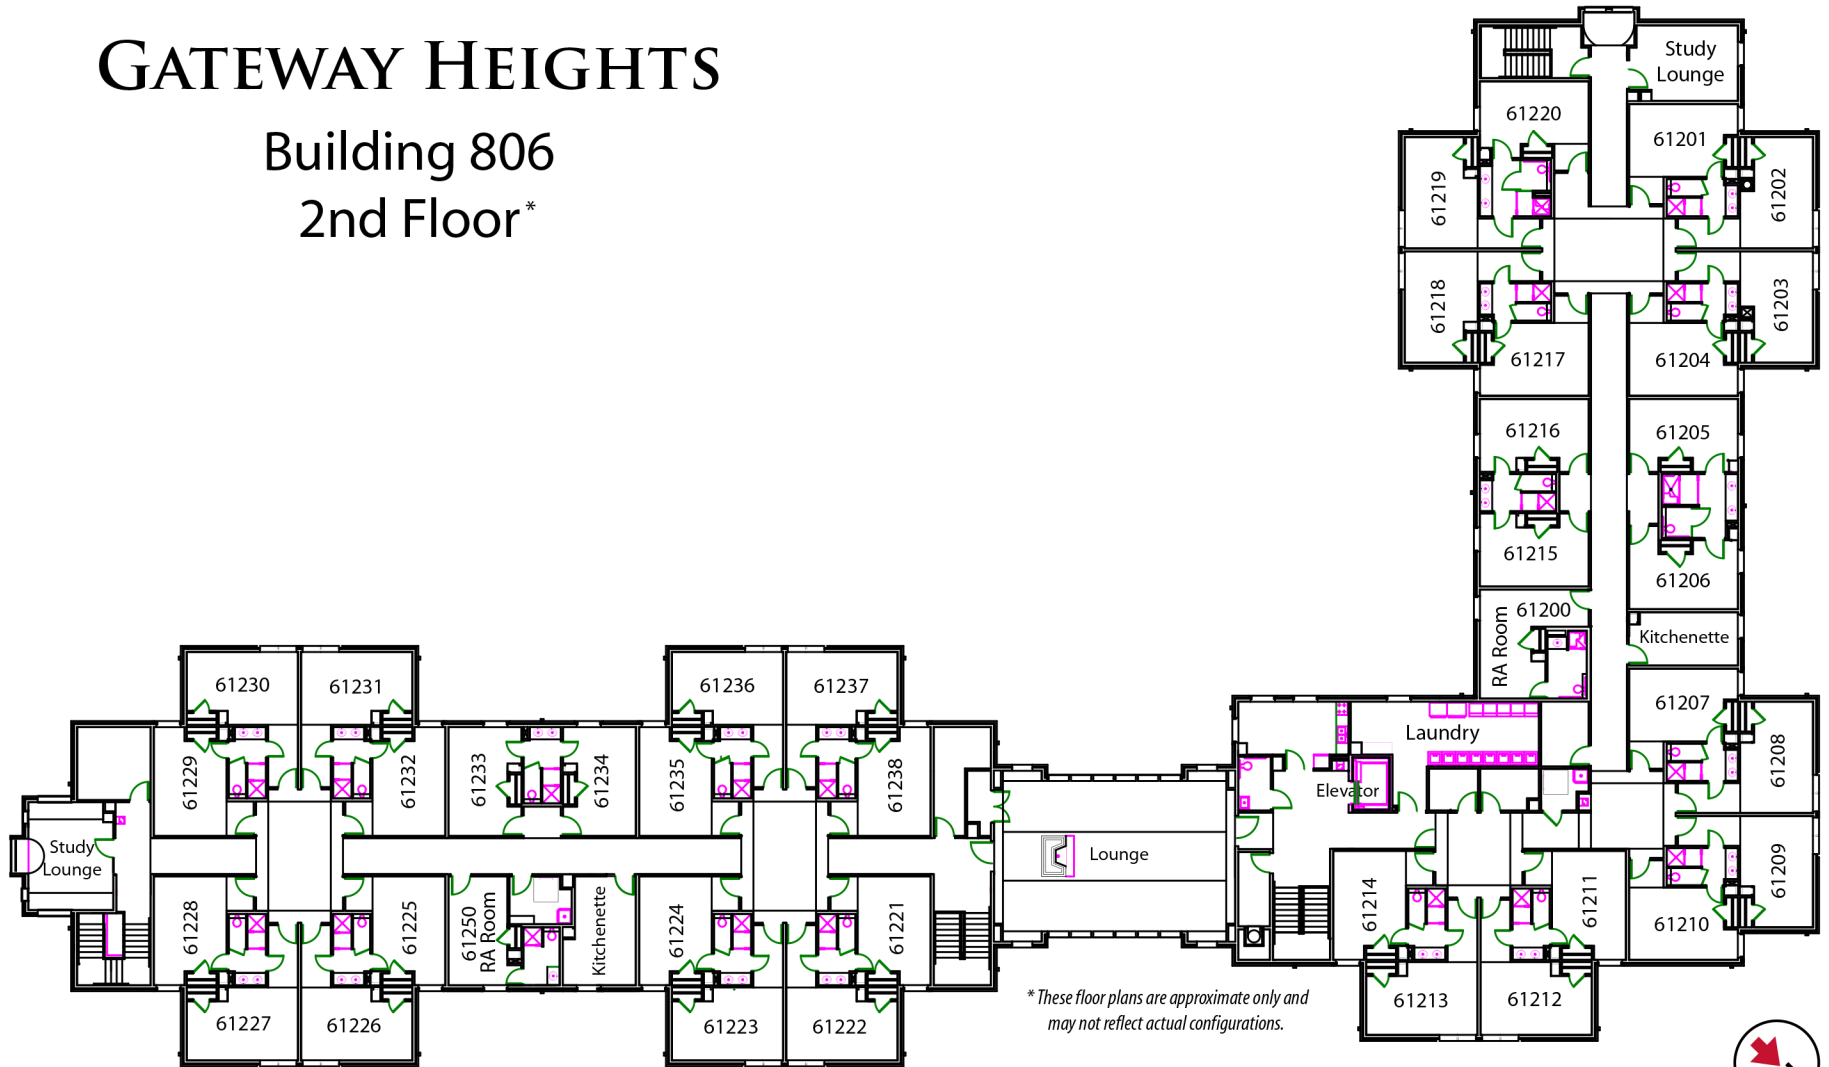 GATEWAY HEIGHTS
Building 806
2nd Floor*
Study
Lounge
61220
61201
61219
61202
61218
61203
61217
61204
61216
61205
61215
61206
61200
RA Room
Kitchenette
61207
Laundry
61208
Elevator
61209
61214
61211
61210
61213
61212
61230
61231
61236
61237
61229
61232
61233
61234
61235
61238
Study
Lounge
Lounge
61228
61225
61250
RA Room
Kitchenette
61224
61221
61227
61226
61223
61222
* These floor plans are approximate only and
may not reflect actual configurations.